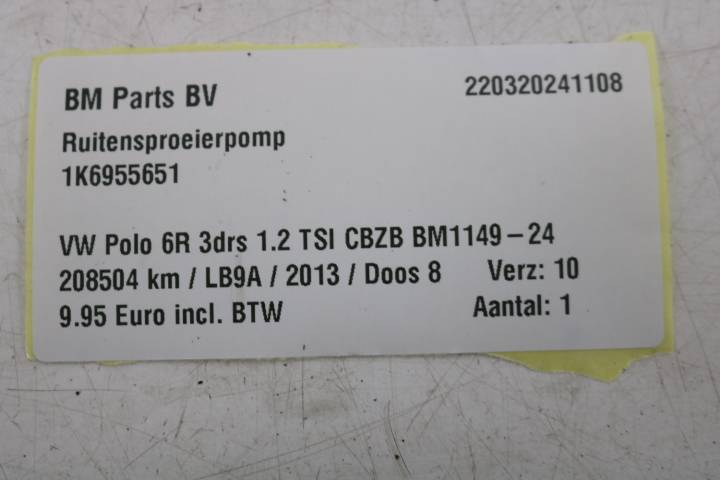 BM Parts BV 220320241108
Ruitensproeierpomp
1K6955651
VW Polo 6R 3drs 1.2 TSI CBZB BM1149-24
208504 km / LB9A / 2013 / Doos 8 Verz: 10
9.95 Euro incl. BTW Aantal: 1